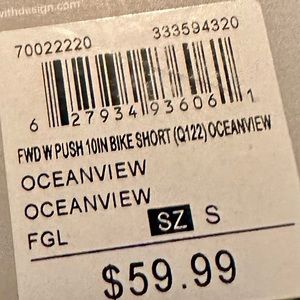 withdesign.com
70022220 333594320
6 27934 93606 1
FWD W PUSH 10IN BIKE SHORT (Q122) OCEANVIEW
OCEANVIEW
OCEANVIEW
FGL SZ S
$59.99